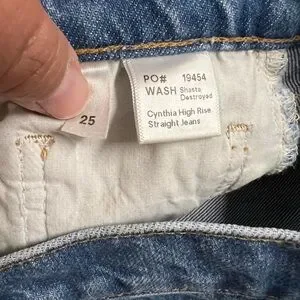 25
PO# 19454
WASH Shasta
Destroyed
Cynthia High Rise
Straight Jeans